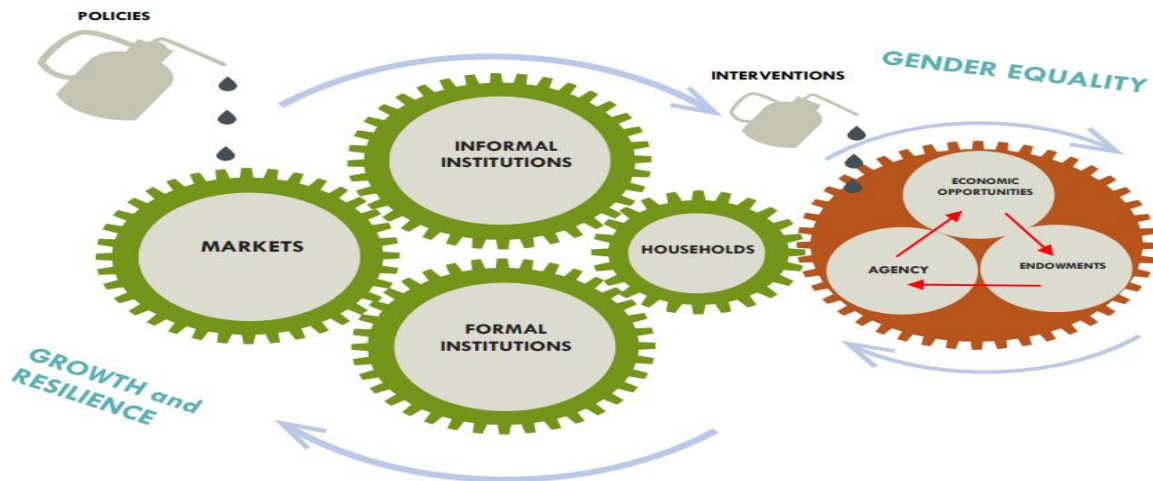 POLICIES
INTERVENTIONS
GENDER EQUALITY
INFORMAL
INSTITUTIONS
ECONOMIC
OPPORTUNITIES
MARKETS
HOUSEHOLDS
AGENCY
ENDOWMENTS
FORMAL
INSTITUTIONS
GROWTH and
RESILIENCE